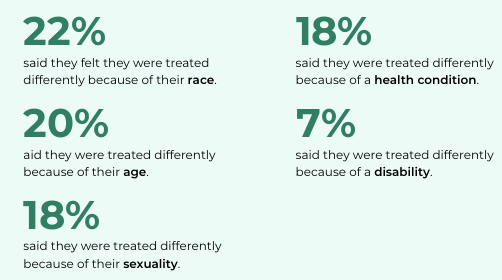 22%
said they felt they were treated
differently because of their race.
18%
said they were treated differently
because of a health condition.
20%
aid they were treated differently
because of their age.
7%
said they were treated differently
because of a disability.
18%
said they were treated differently
because of their sexuality.